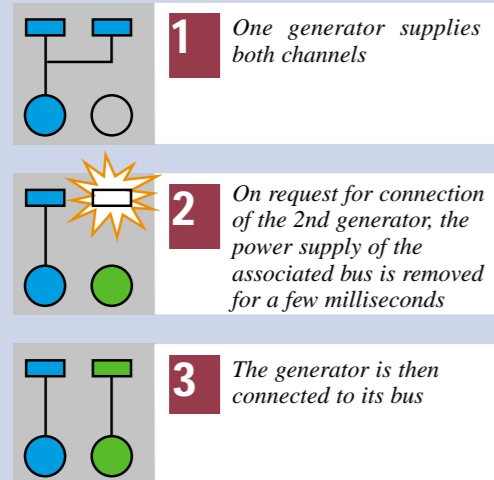 1
One generator supplies
both channels
2
On request for connection
of the 2nd generator, the
power supply of the
associated bus is removed
for a few milliseconds
3
The generator is then
connected to its bus